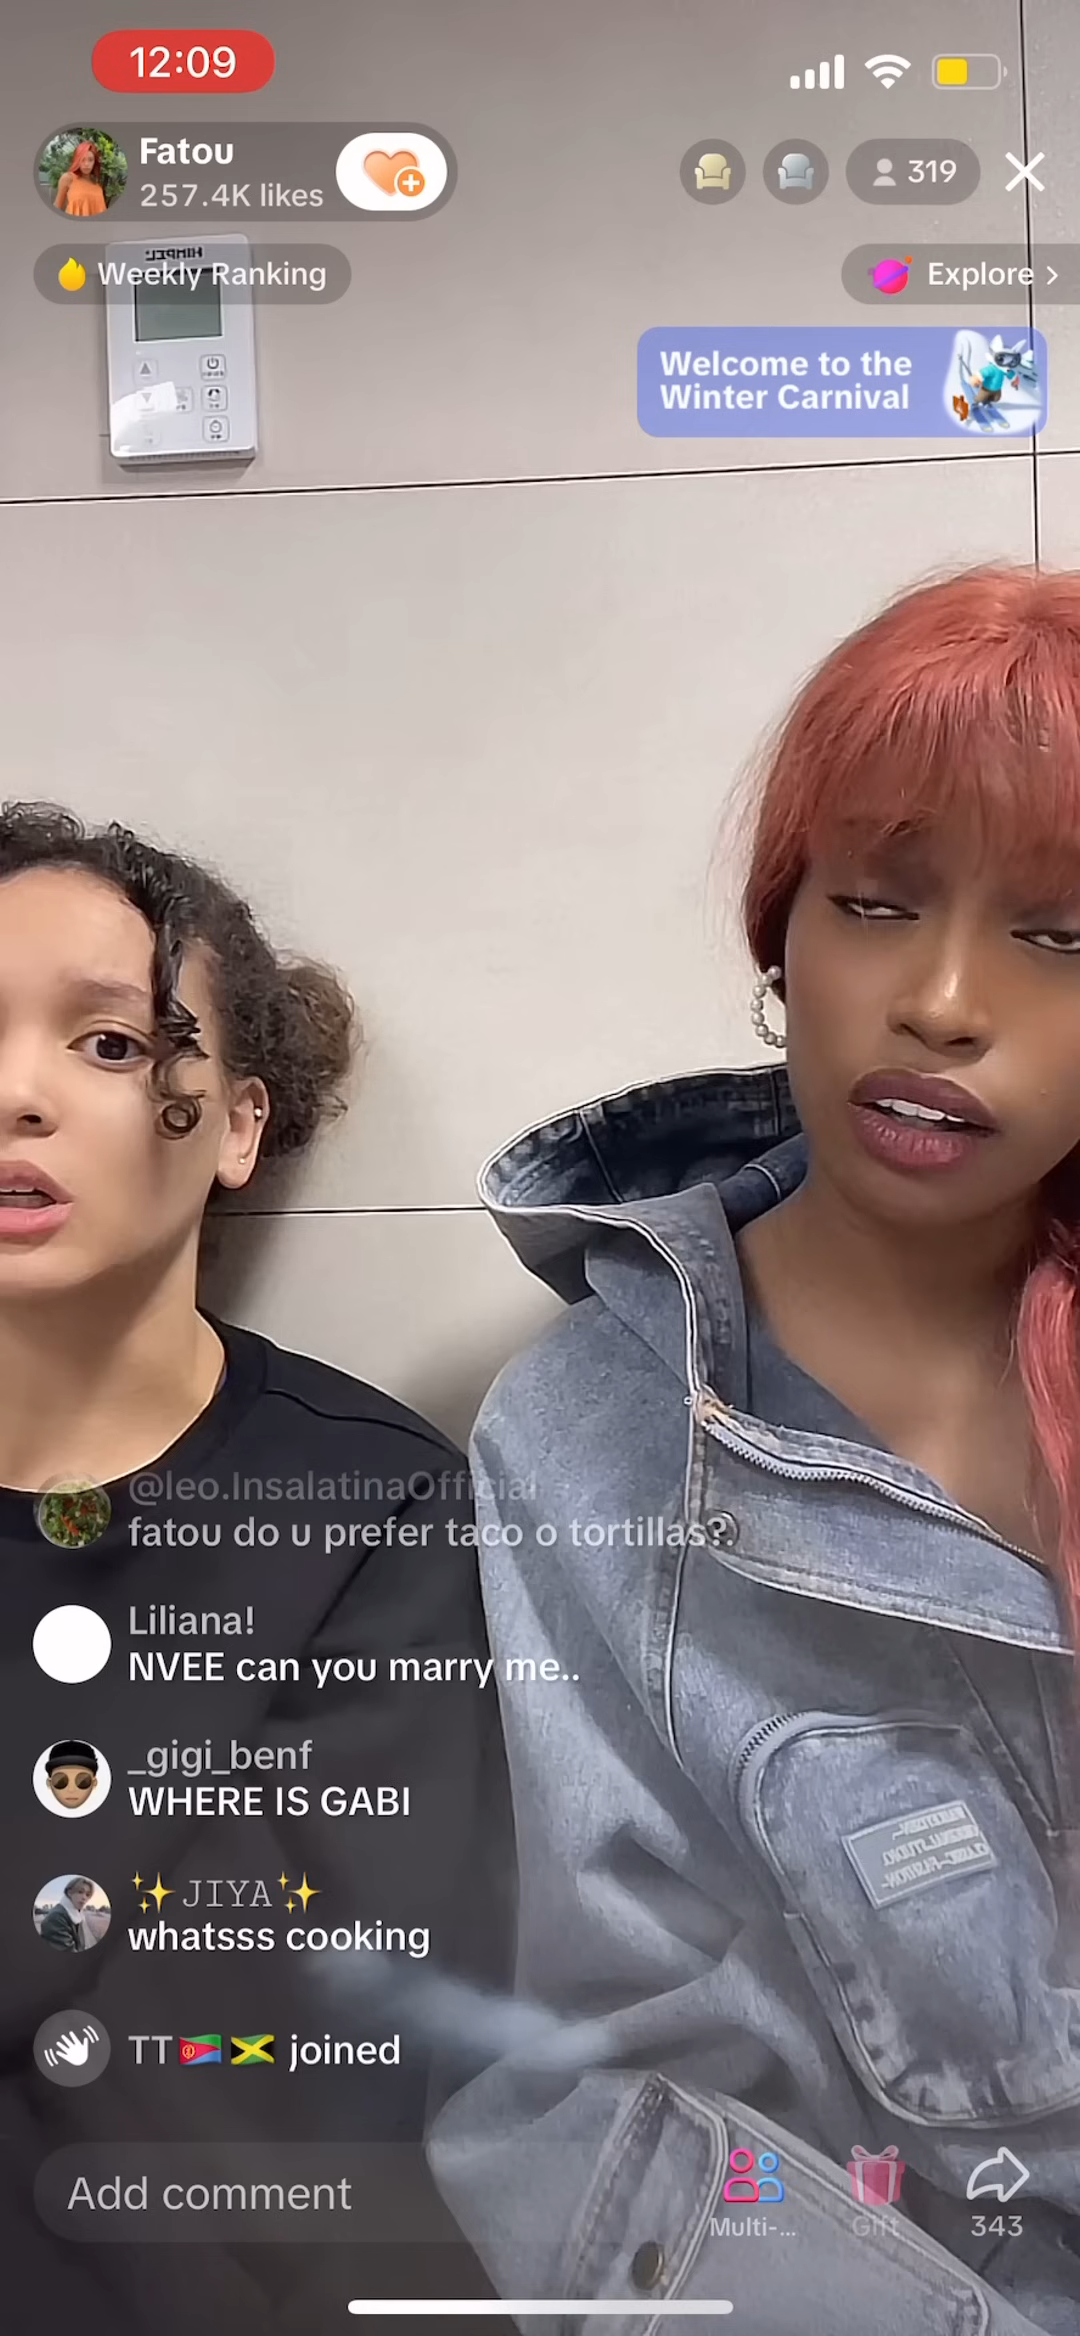 12:09
Fatou
257.4K likes
319
Weekly Ranking
Explore >
Welcome to the
Winter Carnival
HIMPEL
@leo.InsalatinaOfficial
fatou do u prefer taco o tortillas?
Liliana!
NVEE can you marry me..
_gigi_benf
WHERE IS GABI
✨JIYA✨
whatsss cooking
TT🇪🇷🇯🇲 joined
Add comment
Multi-...
Gift
343